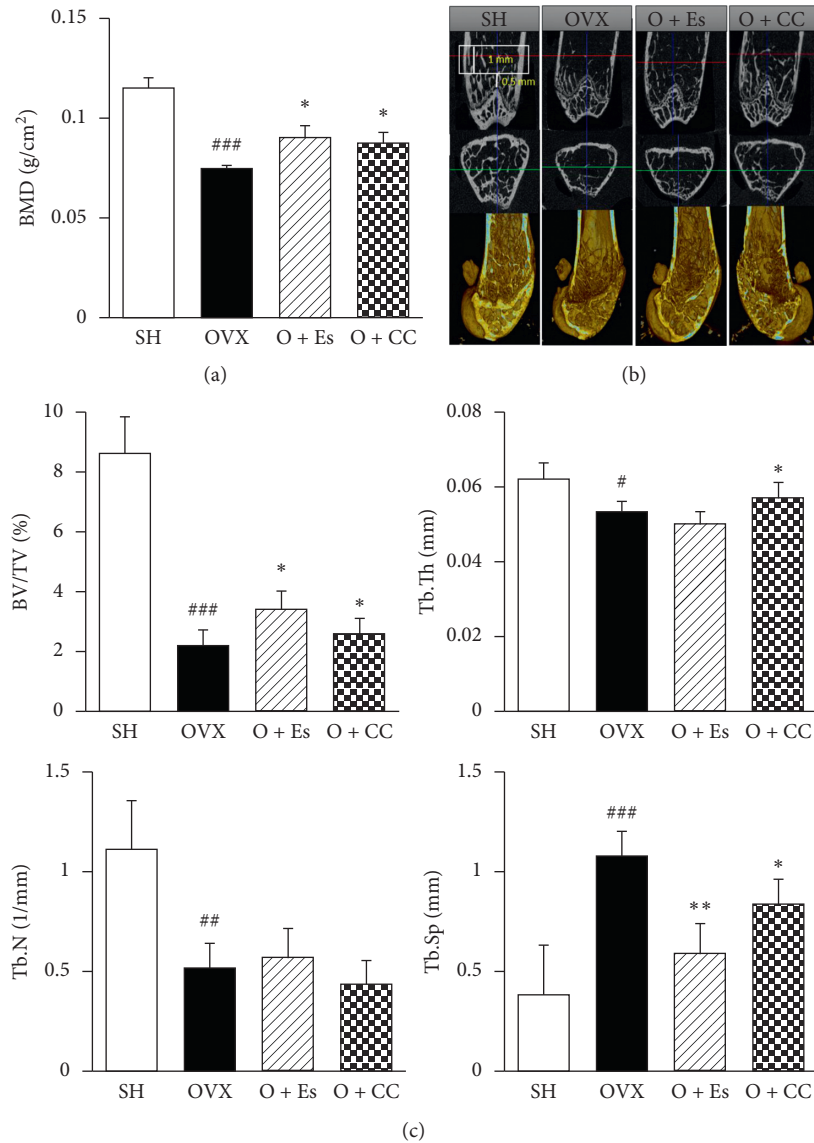 BMD (g/cm²)
0.15
0.1
0.05
0
###
*
*
SH OVX O + Es O + CC
(a)
SH OVX O + Es O + CC
1 mm
0.5 mm
(b)
BV/TV (%)
10
8
6
4
2
0
###
*
*
SH OVX O + Es O + CC
Tb.Th (mm)
0.08
0.06
0.04
0.02
0
#
*
SH OVX O + Es O + CC
Tb.N (1/mm)
1.5
1
0.5
0
##
SH OVX O + Es O + CC
Tb.Sp (mm)
1.5
1
0.5
0
###
**
*
SH OVX O + Es O + CC
(c)